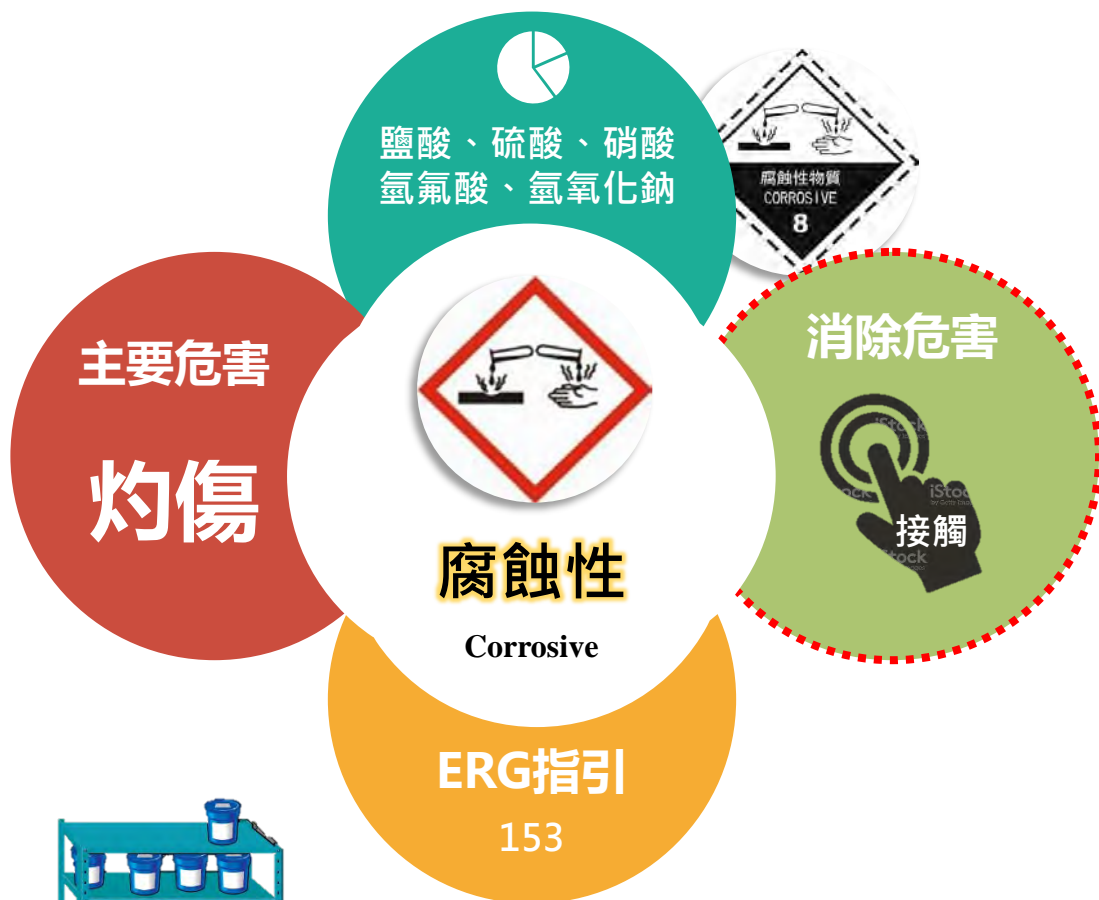 鹽酸、硫酸、硝酸
氫氟酸、氫氧化鈉
腐蝕性物質
CORROSIVE
8
主要危害
灼傷
消除危害
iStock
iStock
接觸
腐蝕性
Corrosive
ERG指引
153